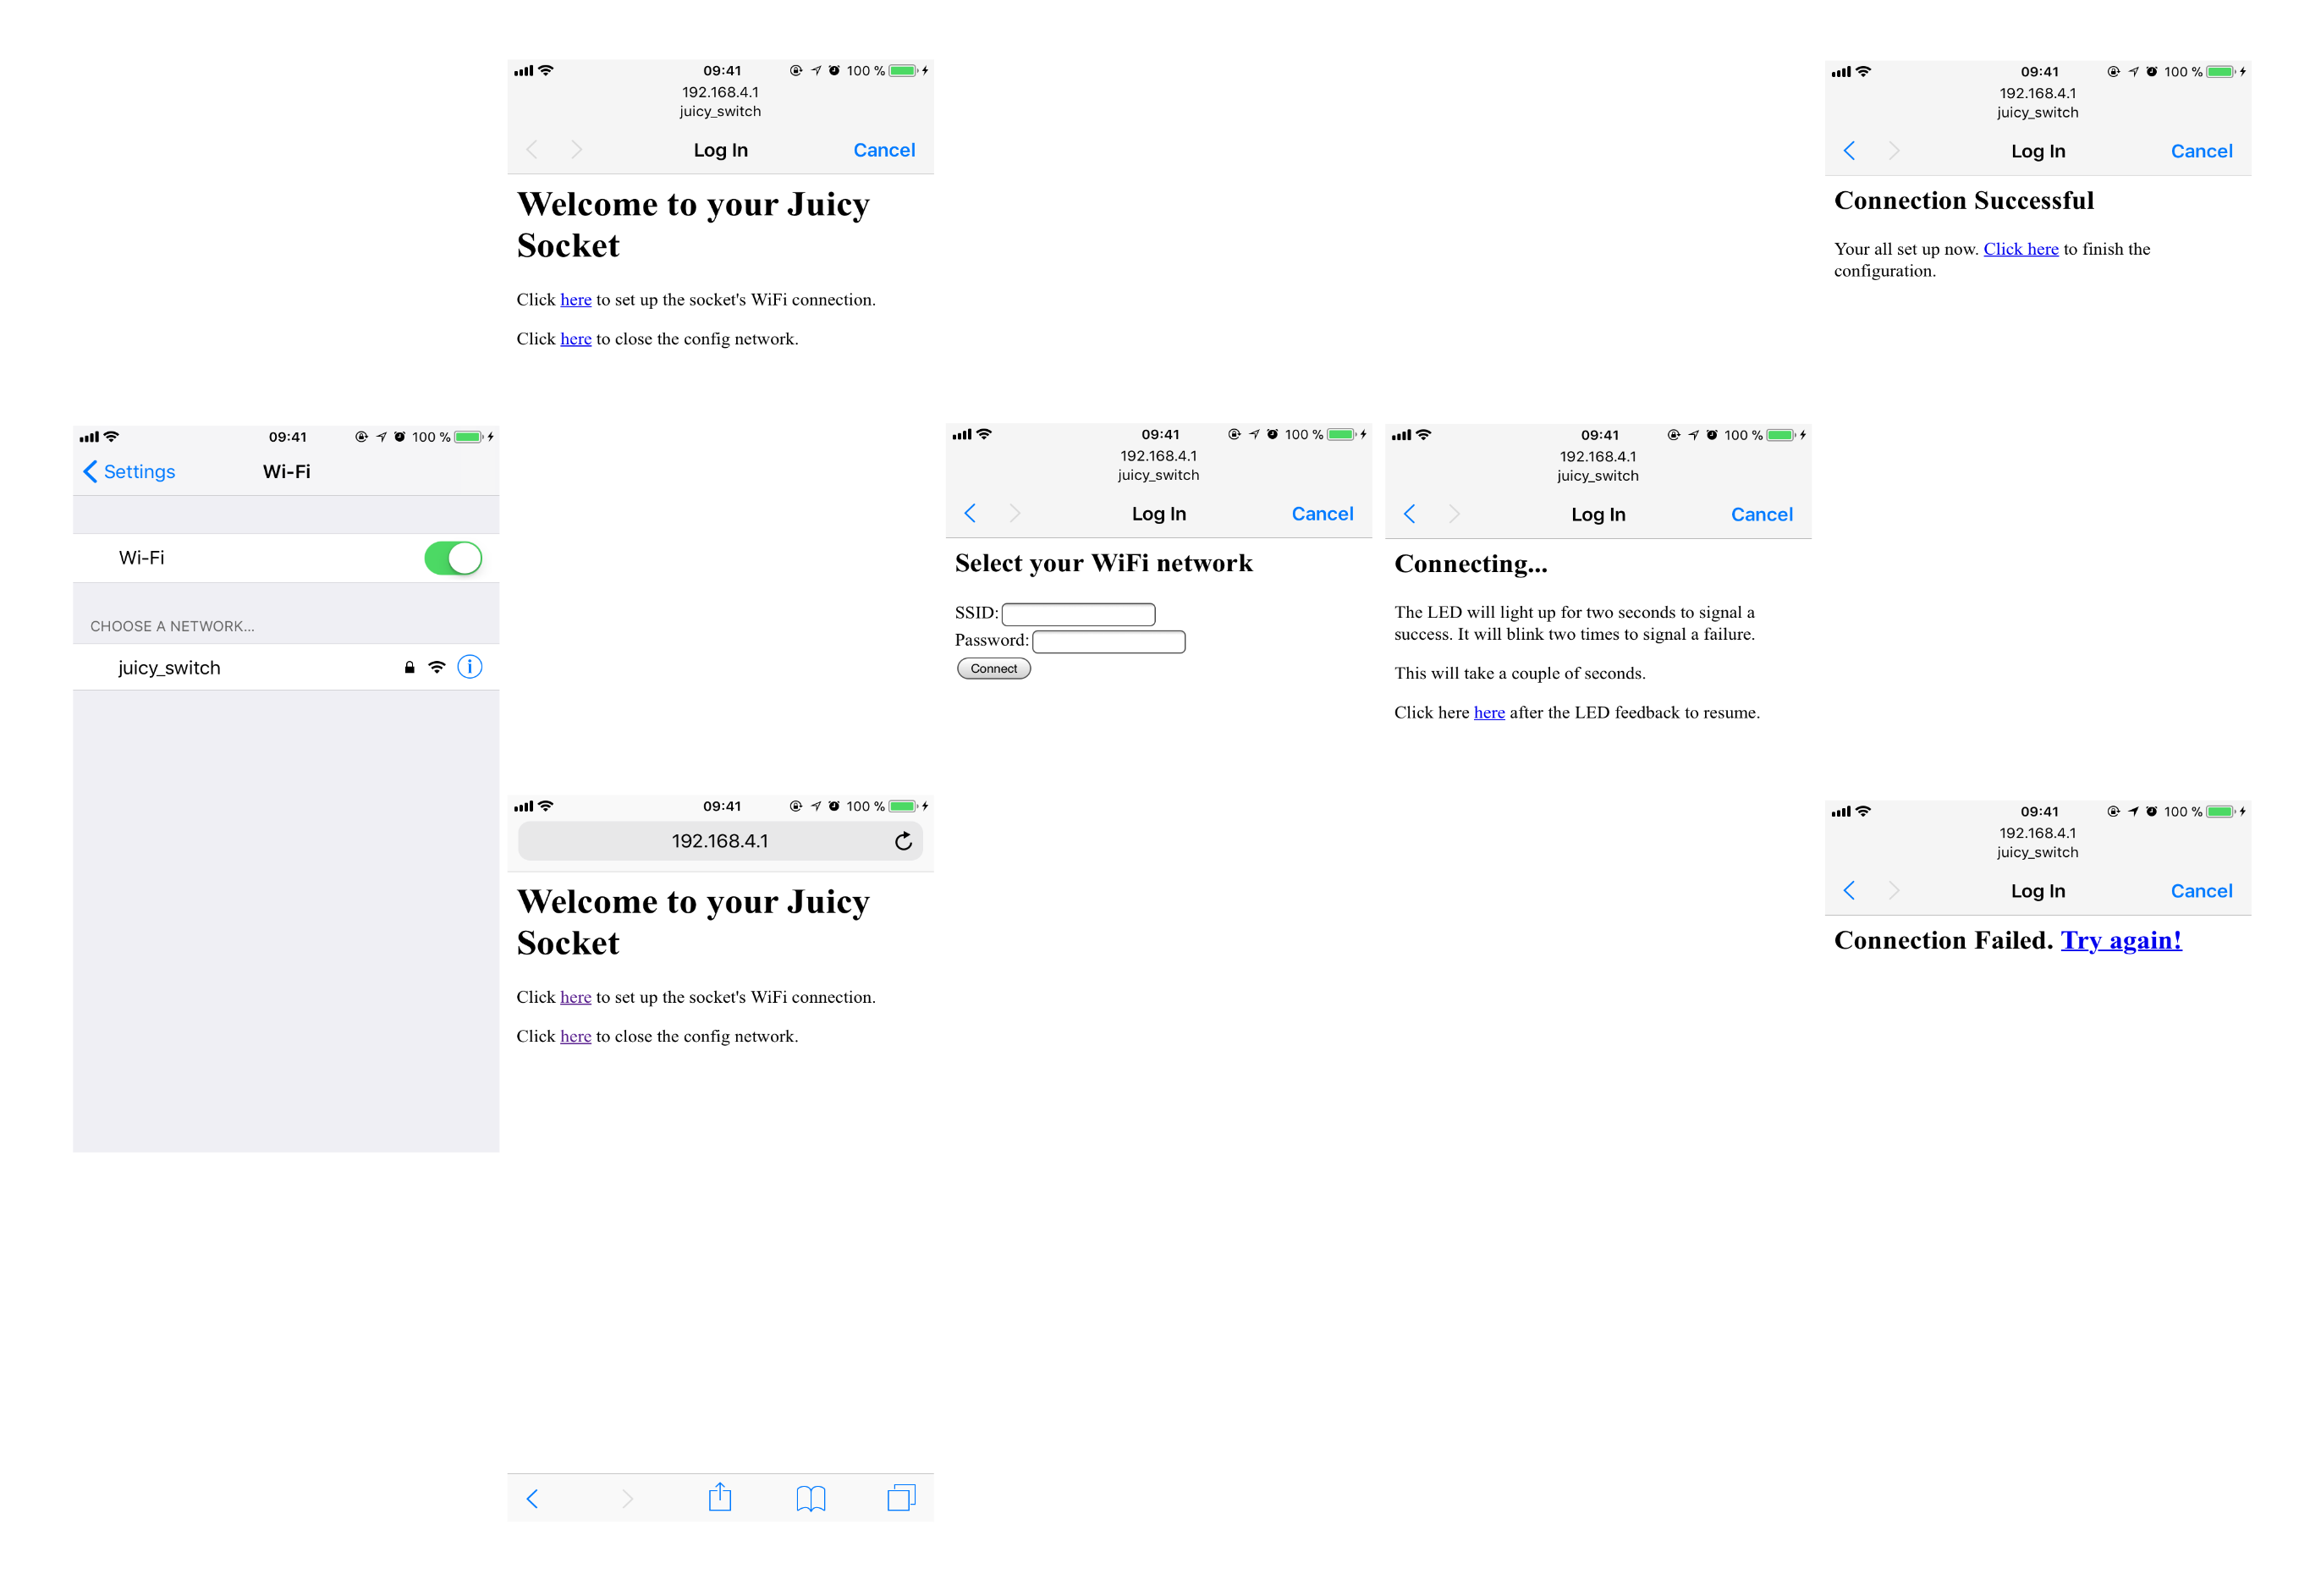 09:41
100 %
Settings
Wi-Fi
Wi-Fi
CHOOSE A NETWORK...
juicy_switch
09:41
100 %
192.168.4.1
juicy_switch
Log In
Cancel
Welcome to your Juicy
Socket
Click here to set up the socket's WiFi connection.
Click here to close the config network.
09:41
100 %
192.168.4.1
Welcome to your Juicy
Socket
Click here to set up the socket's WiFi connection.
Click here to close the config network.
09:41
100 %
192.168.4.1
juicy_switch
Log In
Cancel
Select your WiFi network
SSID:
Password:
Connect
09:41
100 %
192.168.4.1
juicy_switch
Log In
Cancel
Connecting...
The LED will light up for two seconds to signal a
success. It will blink two times to signal a failure.
This will take a couple of seconds.
Click here here after the LED feedback to resume.
09:41
100 %
192.168.4.1
juicy_switch
Log In
Cancel
Connection Successful
Your all set up now. Click here to finish the
configuration.
09:41
100 %
192.168.4.1
juicy_switch
Log In
Cancel
Connection Failed. Try again!